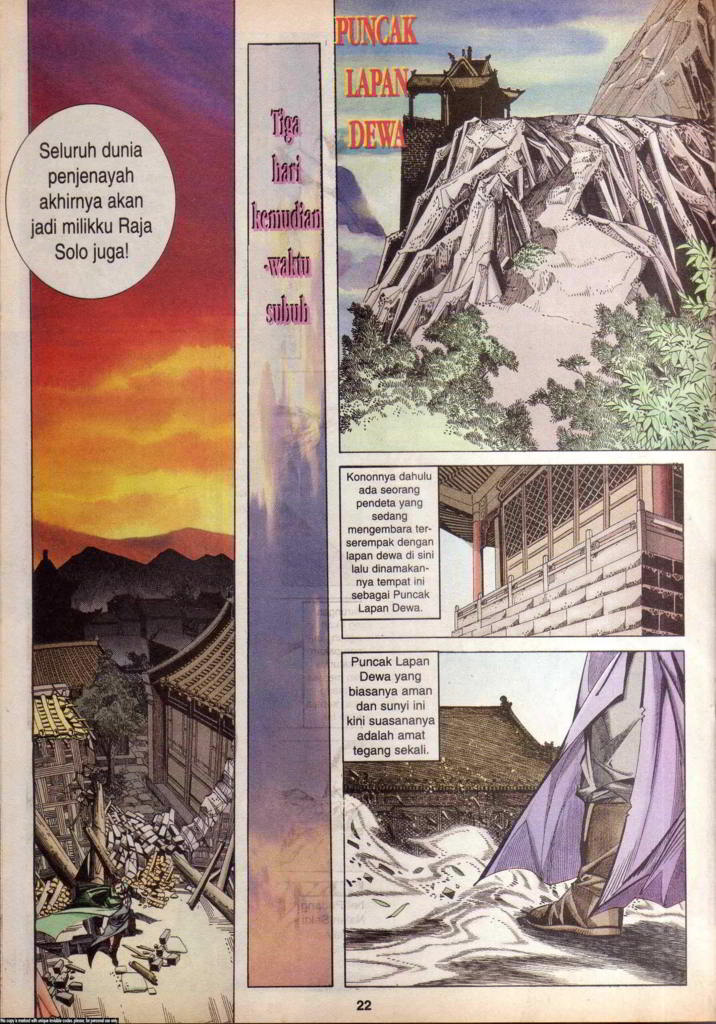 Seluruh dunia
penjenayah
akhirnya akan
jadi milikku Raja
Solo juga!
Tiga
hari
kemudian
-waktu
subuh
PUNCAK
LAPAN
DEWA
Kononnya dahulu
ada seorang
pendeta yang
sedang
mengembara ter-
serempak dengan
lapan dewa di sini
lalu dinamakan-
nya tempat ini
sebagai Puncak
Lapan Dewa.
Puncak Lapan
Dewa yang
biasanya aman
dan sunyi ini
kini suasananya
adalah amat
tegang sekali.
22